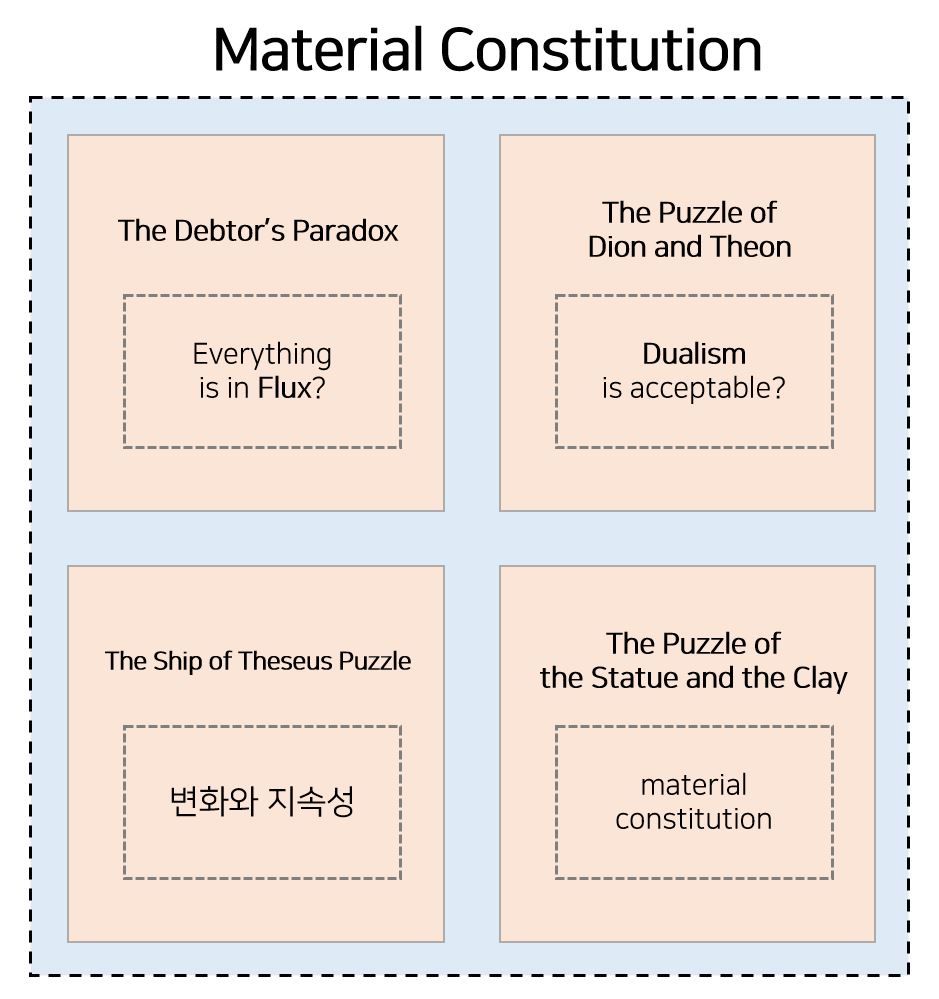 Material Constitution
The Debtor’s Paradox
Everything
is in Flux?
The Puzzle of
Dion and Theon
Dualism
is acceptable?
The Ship of Theseus Puzzle
변화와 지속성
The Puzzle of
the Statue and the Clay
material
constitution